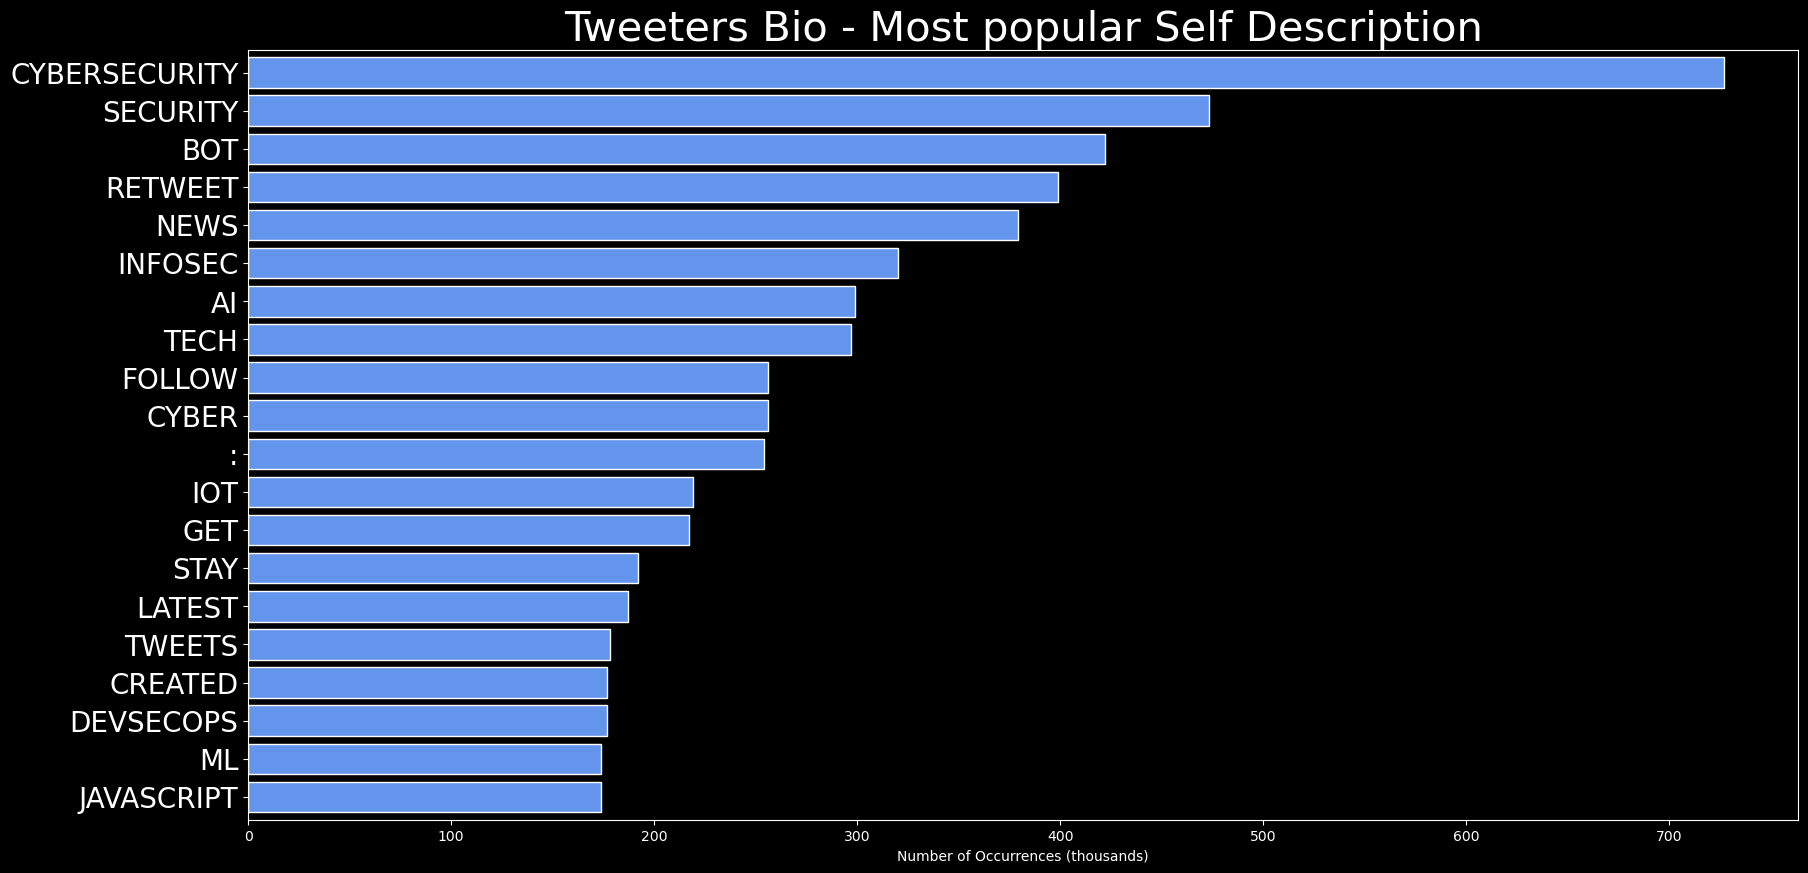 Tweeters Bio - Most popular Self Description
CYBERSECURITY
SECURITY
BOT
RETWEET
NEWS
INFOSEC
AI
TECH
FOLLOW
CYBER
:
IOT
GET
STAY
LATEST
TWEETS
CREATED
DEVSECOPS
ML
JAVASCRIPT
0 100 200 300 400 500 600 700
Number of Occurrences (thousands)